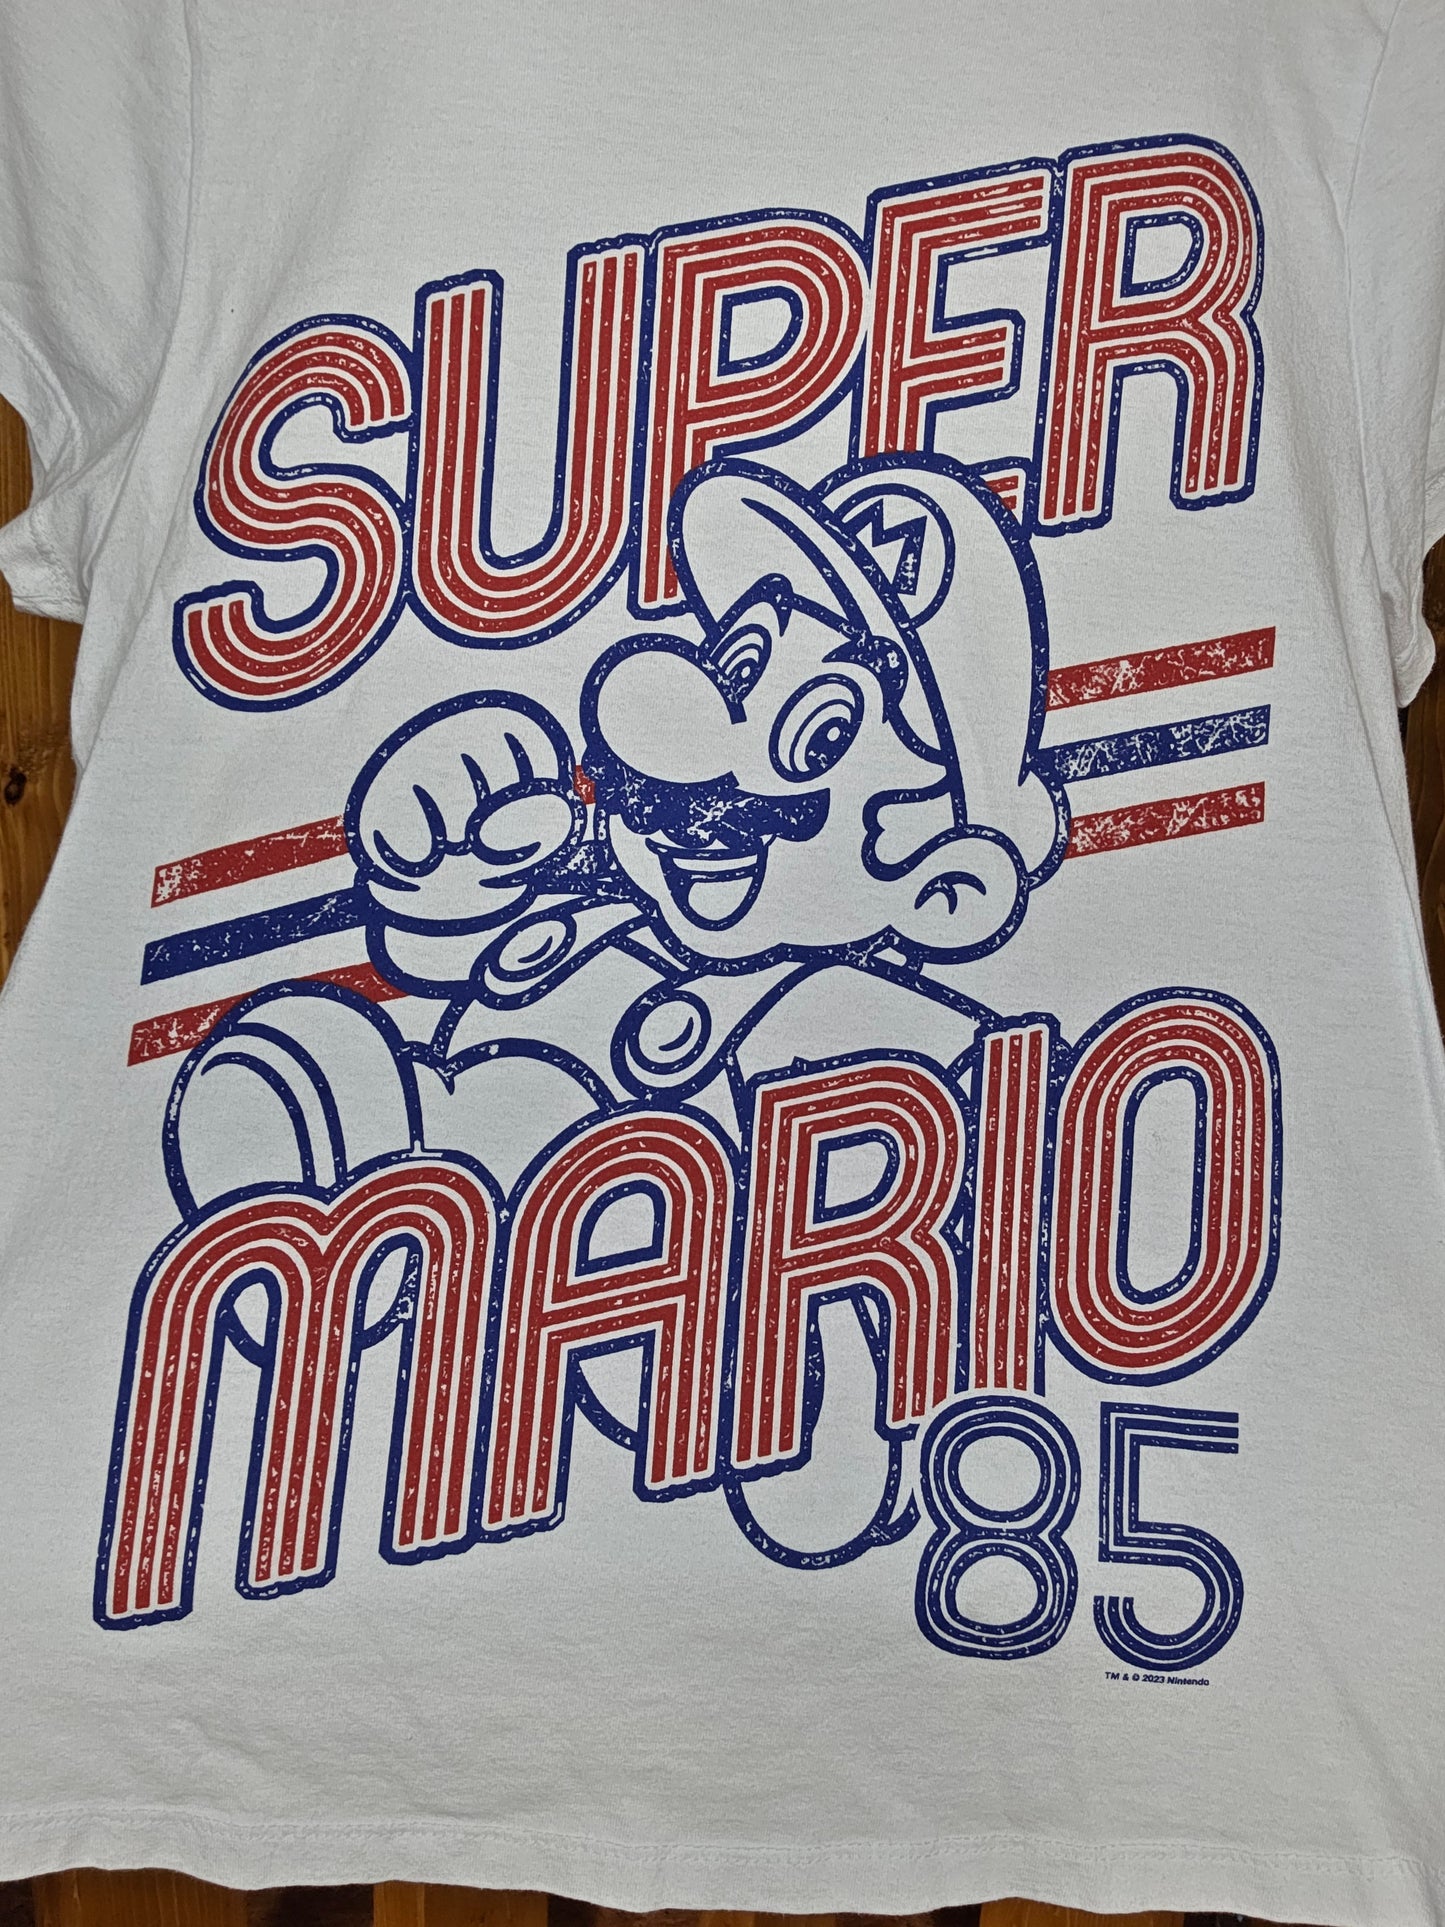 SUPER
M
MARIO
85
TM & © 2023 Nintendo